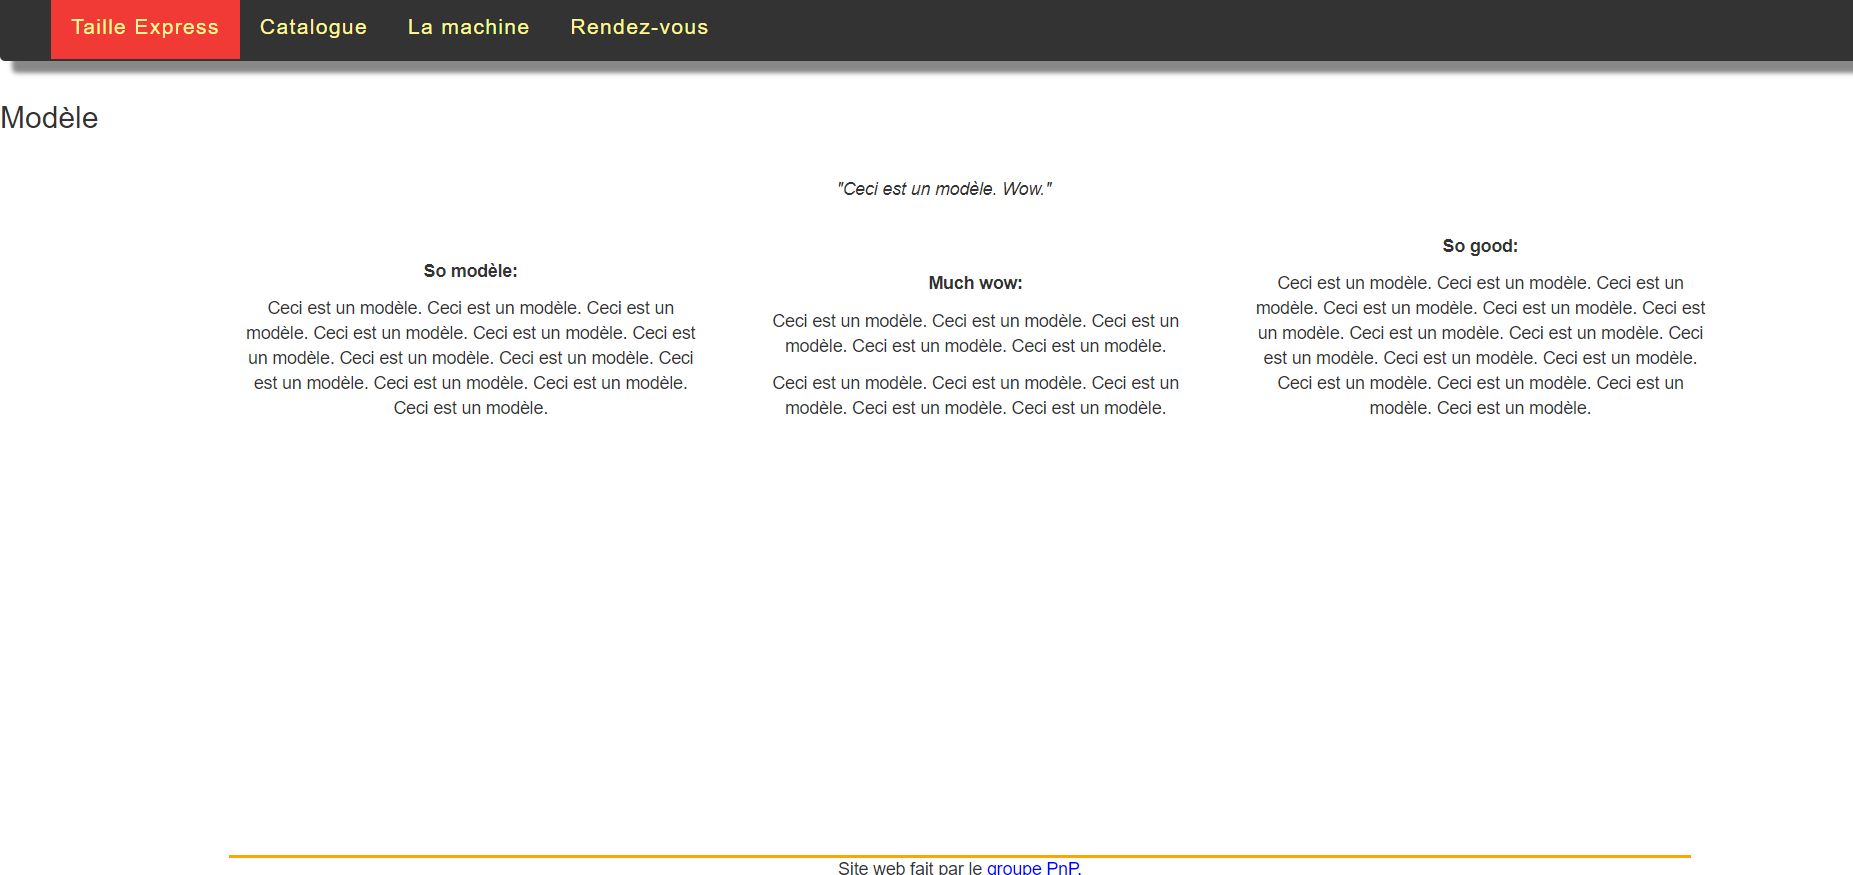 Taille Express Catalogue La machine Rendez-vous
Modèle
"Ceci est un modèle. Wow."
So modèle:
Ceci est un modèle. Ceci est un modèle. Ceci est un
modèle. Ceci est un modèle. Ceci est un modèle. Ceci est
un modèle. Ceci est un modèle. Ceci est un modèle. Ceci
est un modèle. Ceci est un modèle. Ceci est un modèle.
Ceci est un modèle.
Much wow:
Ceci est un modèle. Ceci est un modèle. Ceci est un
modèle. Ceci est un modèle. Ceci est un modèle.
Ceci est un modèle. Ceci est un modèle. Ceci est un
modèle. Ceci est un modèle. Ceci est un modèle.
So good:
Ceci est un modèle. Ceci est un modèle. Ceci est un
modèle. Ceci est un modèle. Ceci est un modèle. Ceci est
un modèle. Ceci est un modèle. Ceci est un modèle. Ceci
est un modèle. Ceci est un modèle. Ceci est un modèle.
Ceci est un modèle. Ceci est un modèle. Ceci est un
modèle. Ceci est un modèle.
Site web fait par le groupe PnP.